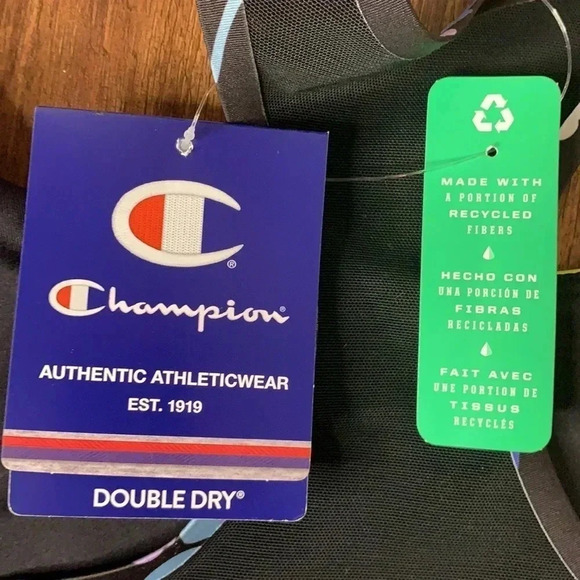 Champion®
AUTHENTIC ATHLETICWEAR
EST. 1919
DOUBLE DRY®
MADE WITH
A PORTION OF
RECYCLED
FIBERS
HECHO CON
UNA PORCIÓN DE
FIBRAS
RECICLADAS
FAIT AVEC
UNE PORTION DE
TISSUS
RECYCLÉS